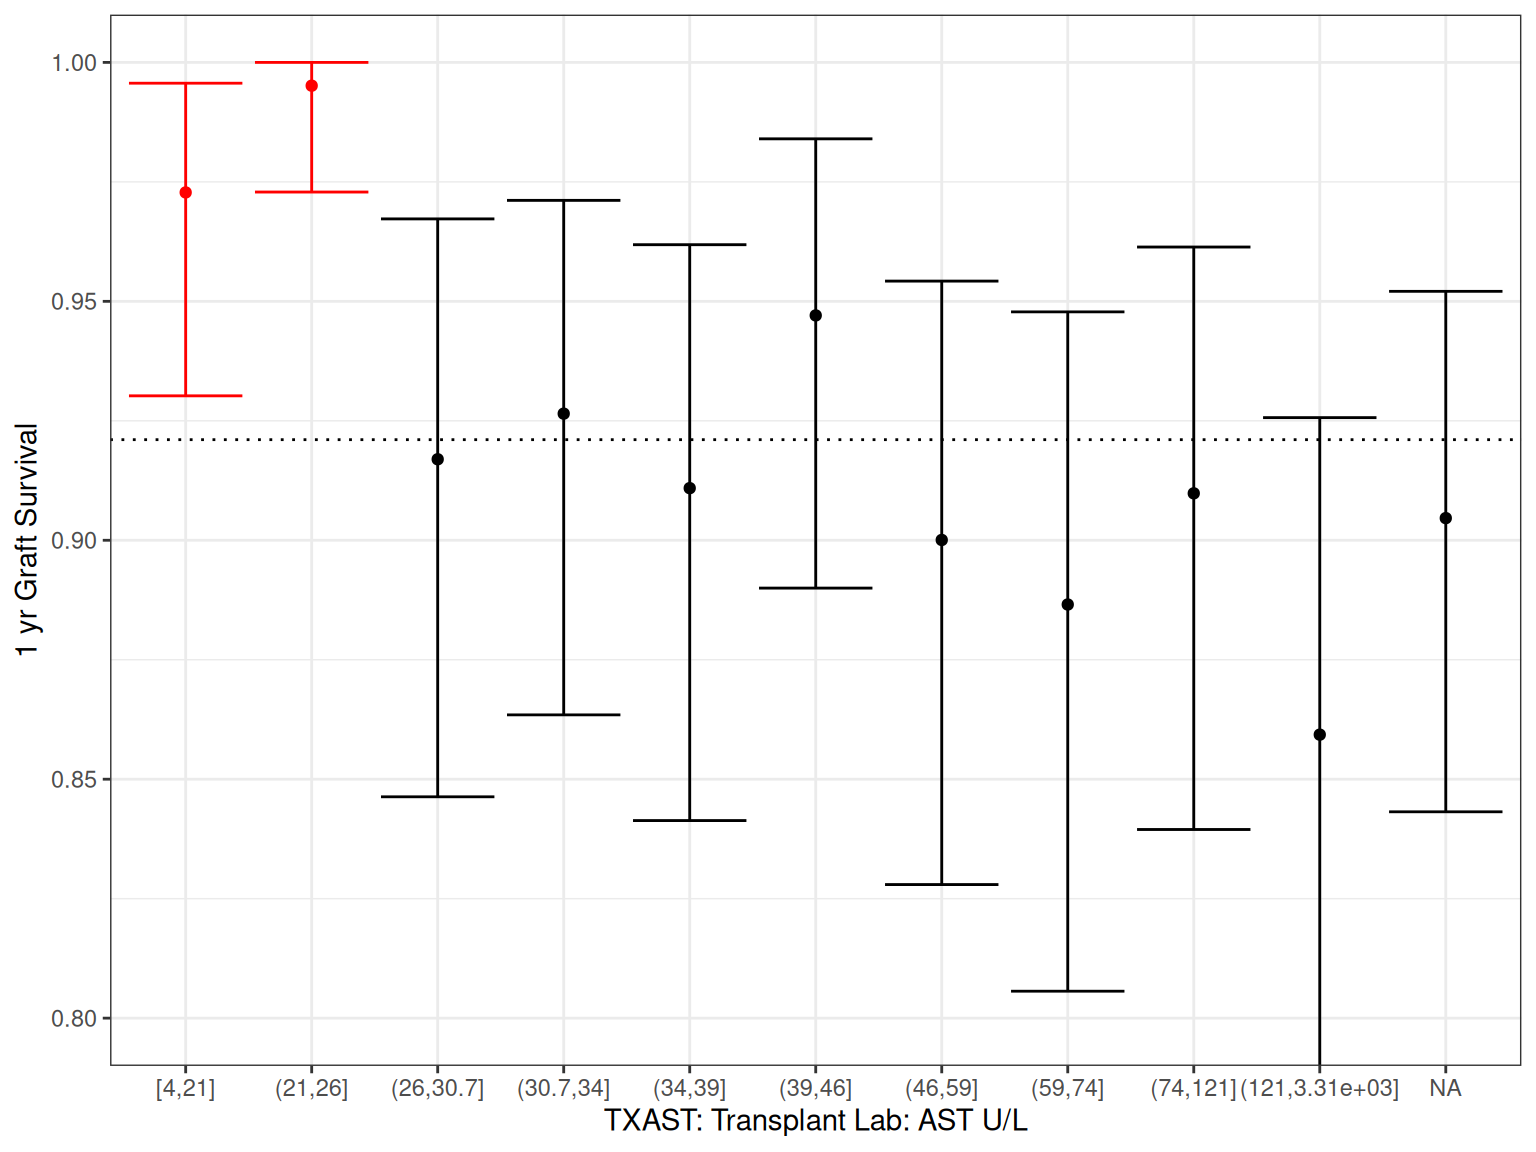 1 yr Graft Survival
1.00
0.95
0.90
0.85
0.80
[4,21] (21,26] (26,30.7] (30.7,34] (34,39] (39,46] (46,59] (59,74] (74,121] (121,3.31e+03] NA
TXAST: Transplant Lab: AST U/L